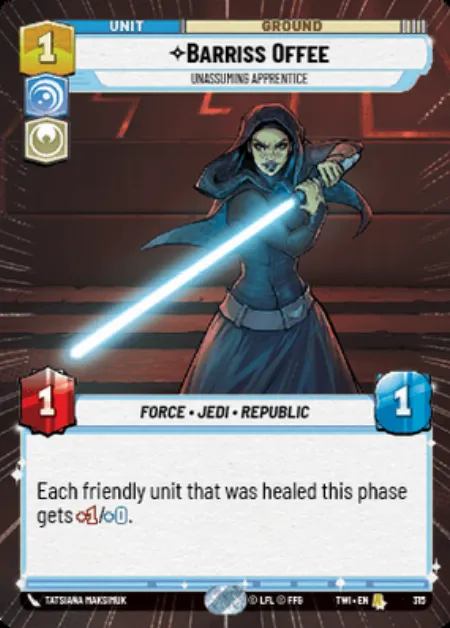 UNIT GROUND
1 ✧BARRISS OFFEE
UNASSUMING APPRENTICE
1 FORCE • JEDI • REPUBLIC 1
Each friendly unit that was healed this phase
gets +1/+0.
TATSIANA MAKSIMUK © LFL © FFG TWI • EN 315